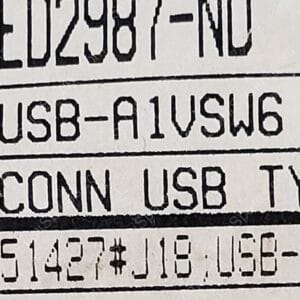 ED2987-ND
USB-A1VSW6
CONN USB TY
51427#J18,USB-